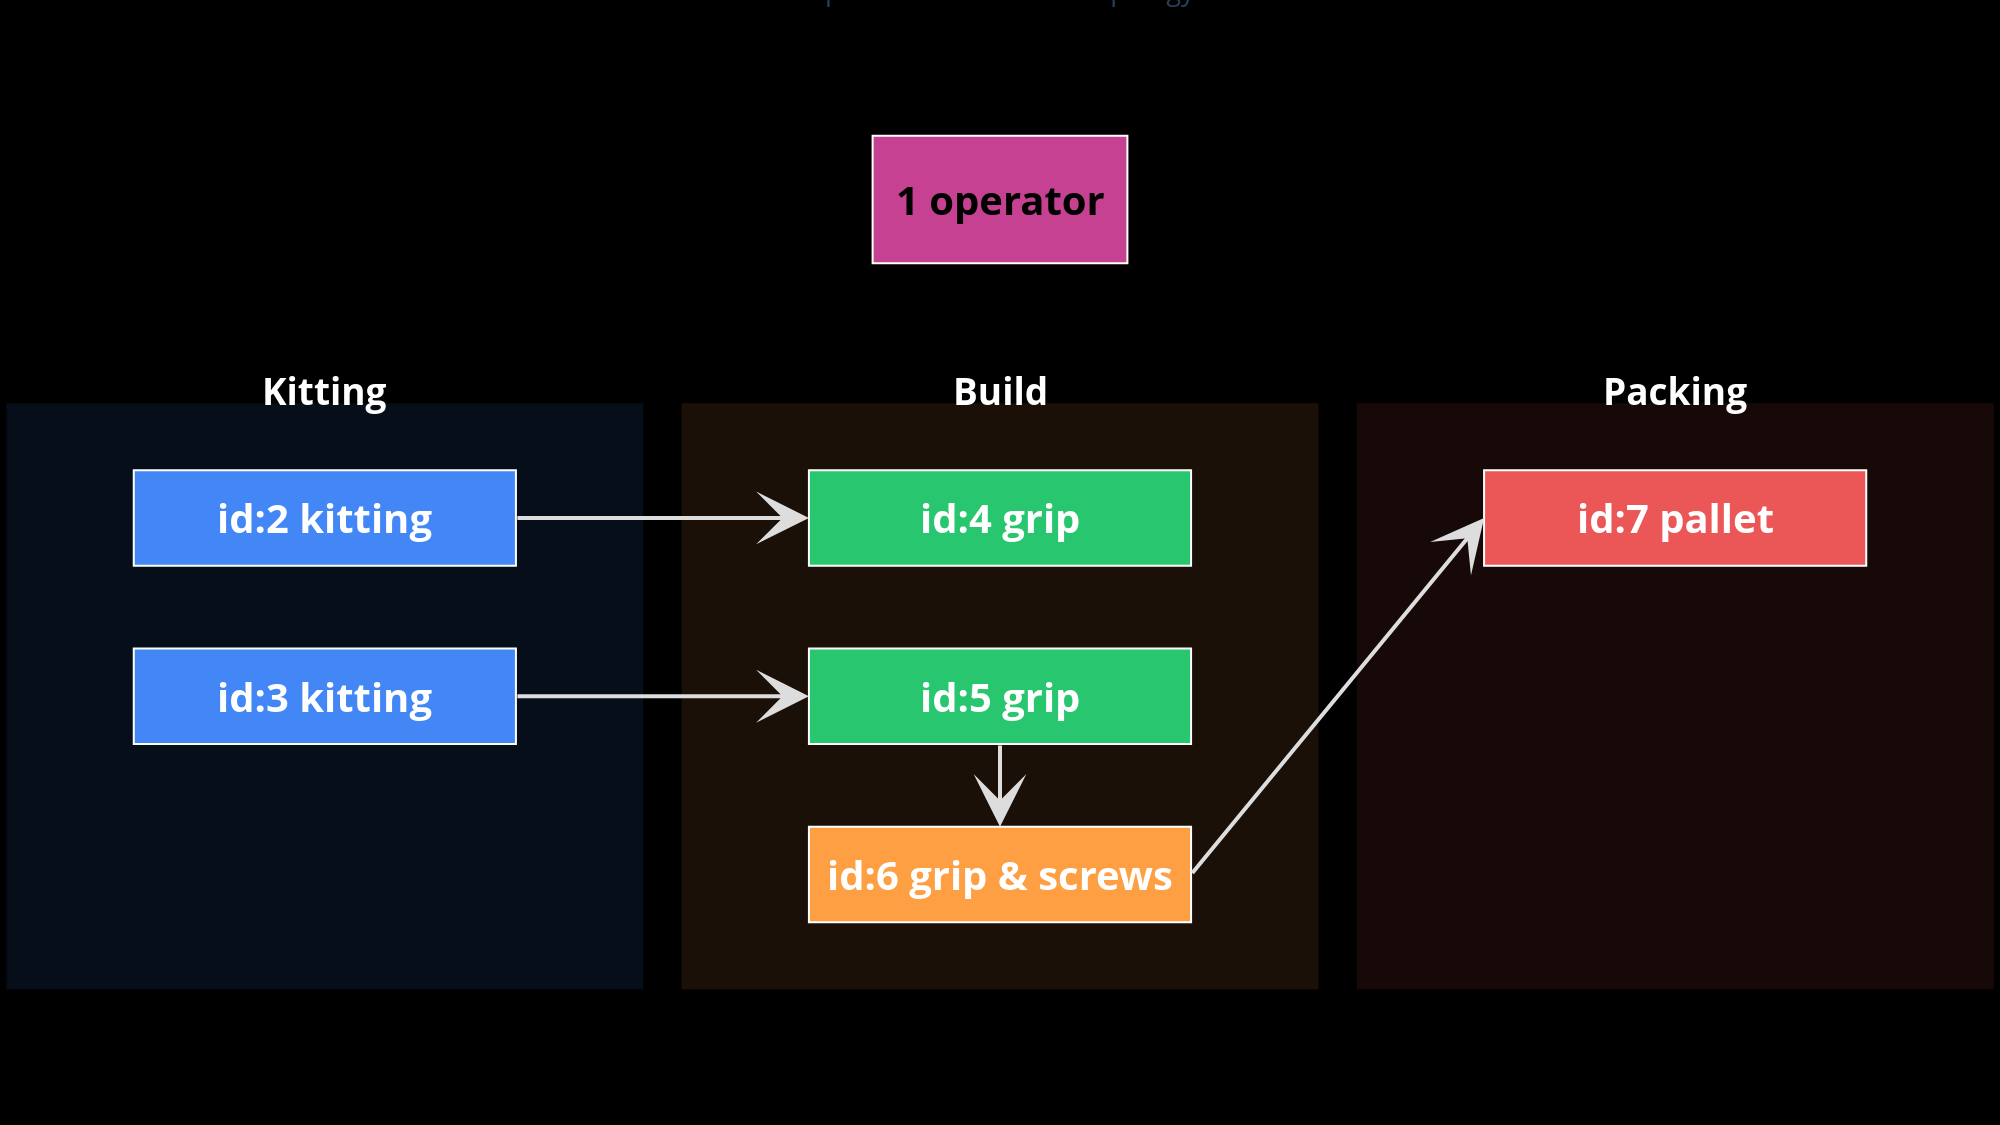 1 operator
Kitting
Build
Packing
id:2 kitting
id:4 grip
id:7 pallet
id:3 kitting
id:5 grip
id:6 grip & screws